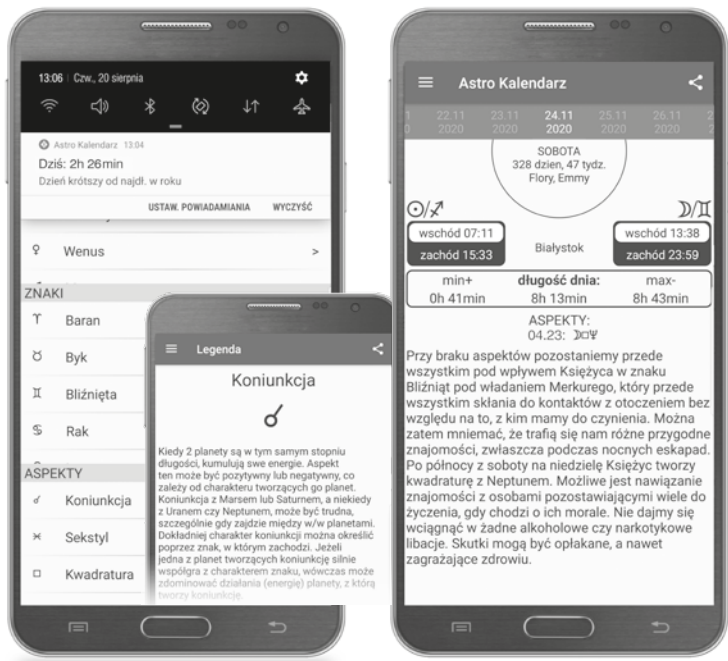 13:06 Czw., 20 sierpnia
Astro Kalendarz 13:04
Dziś: 2h 26min
Dzień krótszy od najdł. w roku
USTAW. POWIADAMIANIA WYCZYŚĆ
♀ Wenus >
ZNAKI
♈ Baran
♉ Byk
♊ Bliźnięta
♋ Rak
ASPEKTY
☌ Koniunkcja
⚹ Sekstyl
□ Kwadratura
Legenda
Koniunkcja
☌
Kiedy 2 planety są w tym samym stopniu
długości, kumulują swe energie. Aspekt
ten może być pozytywny lub negatywny, co
zależy od charakteru tworzących go planet.
Koniunkcja z Marsem lub Saturnem, a niekiedy
z Uranem czy Neptunem, może być trudna,
szczególnie gdy zajdzie między w/w planetami.
Dokładniej charakter koniunkcji można określić
poprzez znak, w którym zachodzi. Jeżeli
jedna z planet tworzących koniunkcję silnie
współgra z charakterem znaku, wówczas może
zdominować działania (energię) planety, z którą
tworzy koniunkcję.
Astro Kalendarz
22.11 23.11 24.11 25.11 26.11
2020 2020 2020 2020 2020
SOBOTA
328 dzien, 47 tydz.
Flory, Emmy
☉/♐ ☽/♊
wschód 07:11 wschód 13:38
zachód 15:33 Białystok zachód 23:59
min+ długość dnia: max-
0h 41min 8h 13min 8h 43min
ASPEKTY:
04.23: ☽□♆
Przy braku aspektów pozostaniemy przede
wszystkim pod wpływem Księżyca w znaku
Bliźniąt pod władaniem Merkurego, który przede
wszystkim skłania do kontaktów z otoczeniem bez
względu na to, z kim mamy do czynienia. Można
zatem mniemać, że trafią się nam różne przygodne
znajomości, zwłaszcza podczas nocnych eskapad.
Po północy z soboty na niedzielę Księżyc tworzy
kwadraturę z Neptunem. Możliwe jest nawiązanie
znajomości z osobami pozostawiającymi wiele do
życzenia, gdy chodzi o ich morale. Nie dajmy się
wciągnąć w żadne alkoholowe czy narkotykowe
libacje. Skutki mogą być opłakane, a nawet
zagrażające zdrowiu.